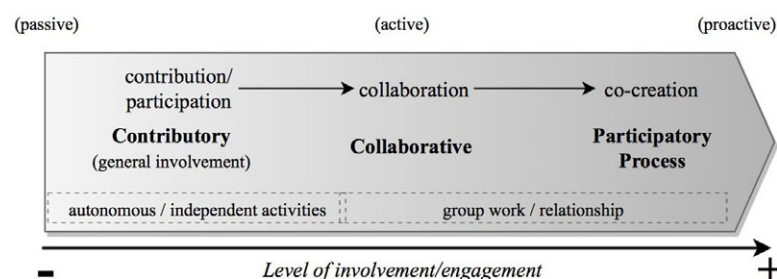 (passive) (active) (proactive)
contribution/
participation
collaboration
co-creation
Contributory
(general involvement)
Collaborative
Participatory
Process
autonomous / independent activities
group work / relationship
- Level of involvement/engagement +